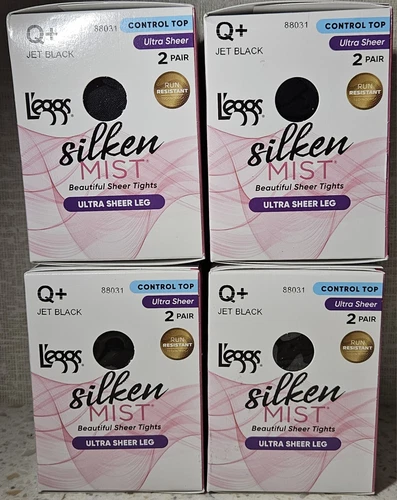 Q+ 88031 CONTROL TOP
JET BLACK Ultra Sheer
2 PAIR
L'eggs® RUN RESISTANT
silken
MIST®
Beautiful Sheer Tights
ULTRA SHEER LEG
Q+ 88031 CONTROL TOP
JET BLACK Ultra Sheer
2 PAIR
L'eggs® RUN RESISTANT
silken
MIST®
Beautiful Sheer Tights
ULTRA SHEER LEG
Q+ 88031 CONTROL TOP
JET BLACK Ultra Sheer
2 PAIR
L'eggs® RUN RESISTANT
silken
MIST®
Beautiful Sheer Tights
ULTRA SHEER LEG
Q+ 88031 CONTROL TOP
JET BLACK Ultra Sheer
2 PAIR
L'eggs® RUN RESISTANT
silken
MIST®
Beautiful Sheer Tights
ULTRA SHEER LEG